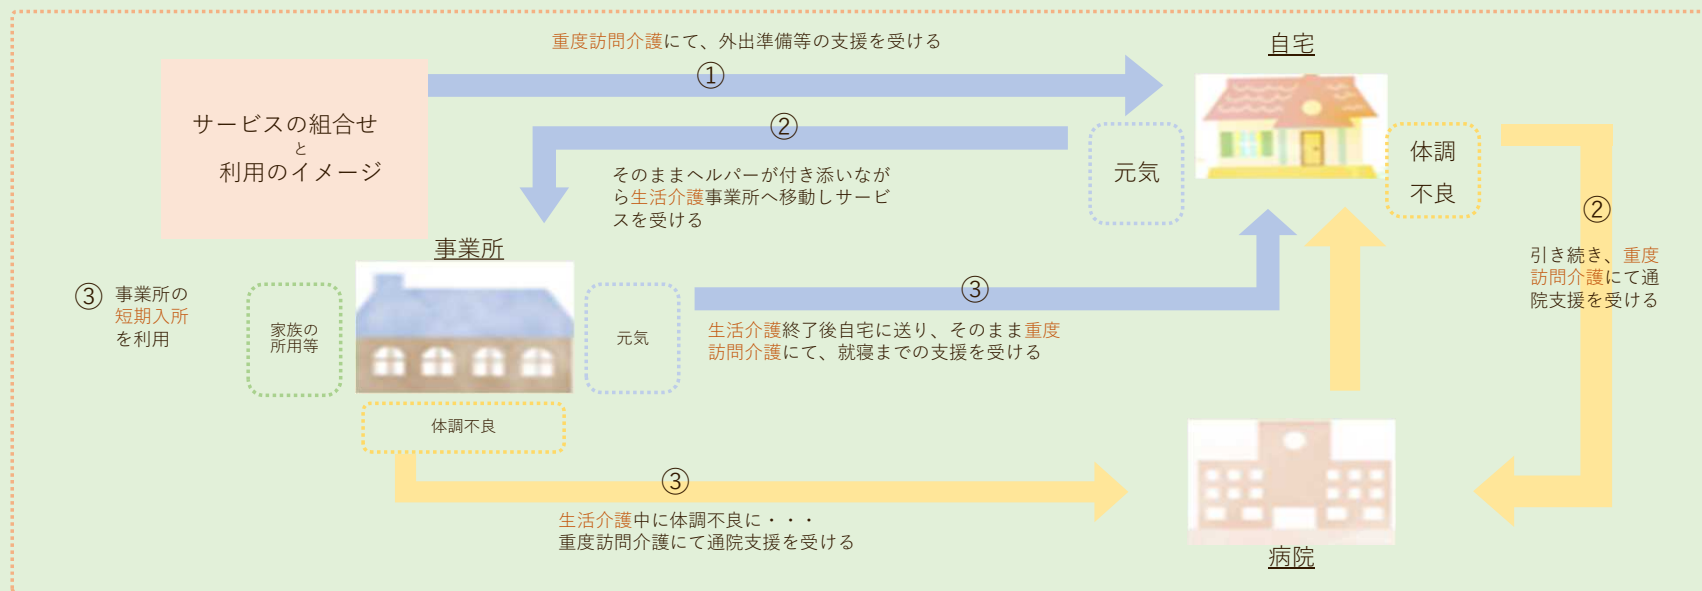 重度訪問介護にて、外出準備等の支援を受ける
自宅
①
サービスの組合せ
と
利用のイメージ
②
元気
体調
不良
そのままヘルパーが付き添いなが
ら生活介護事業所へ移動しサービ
スを受ける
②
引き続き、重度
訪問介護にて通
院支援を受ける
事業所
③
事業所の
短期入所
を利用
家族の
所用等
元気
③
生活介護終了後自宅に送り、そのまま重度
訪問介護にて、就寝までの支援を受ける
体調不良
③
生活介護中に体調不良に・・・
重度訪問介護にて通院支援を受ける
病院